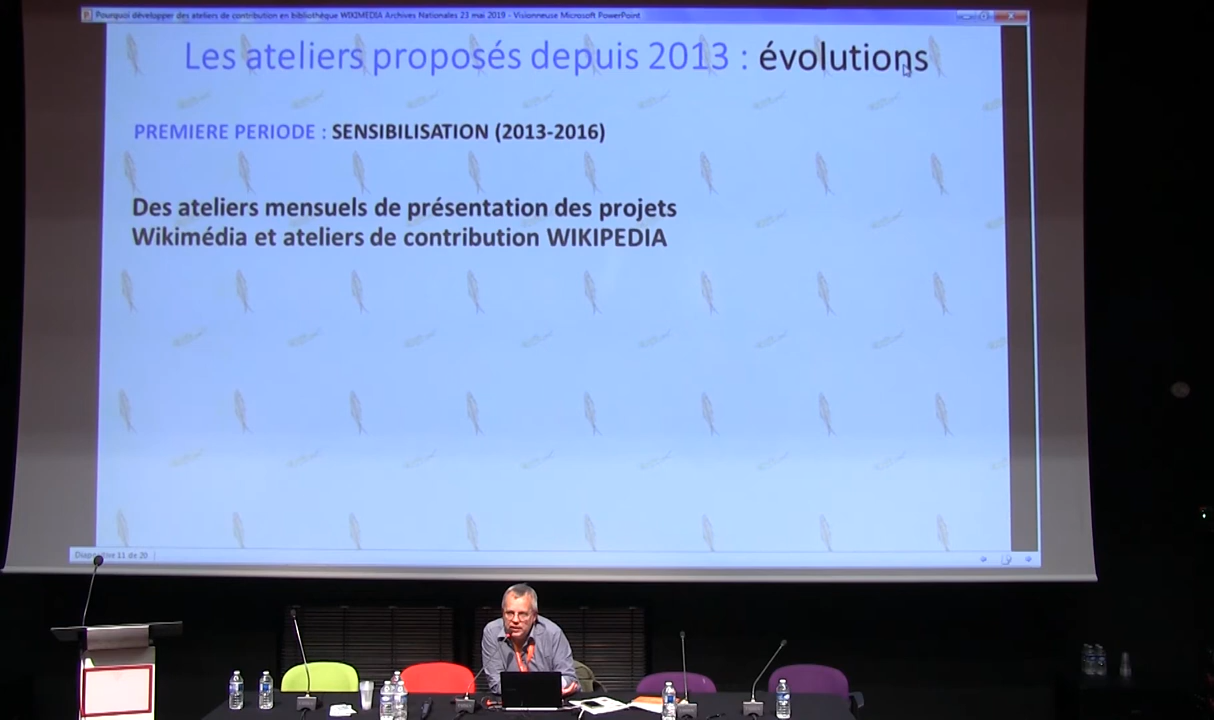 Pourquoi développer des ateliers de contribution en bibliothèque WIKIMEDIA Archives Nationales 23 mai 2019 - Visionneuse Microsoft PowerPoint
Les ateliers proposés depuis 2013 : évolutions
PREMIERE PERIODE : SENSIBILISATION (2013-2016)
Des ateliers mensuels de présentation des projets
Wikimédia et ateliers de contribution WIKIPEDIA
Diapositive 11 de 20